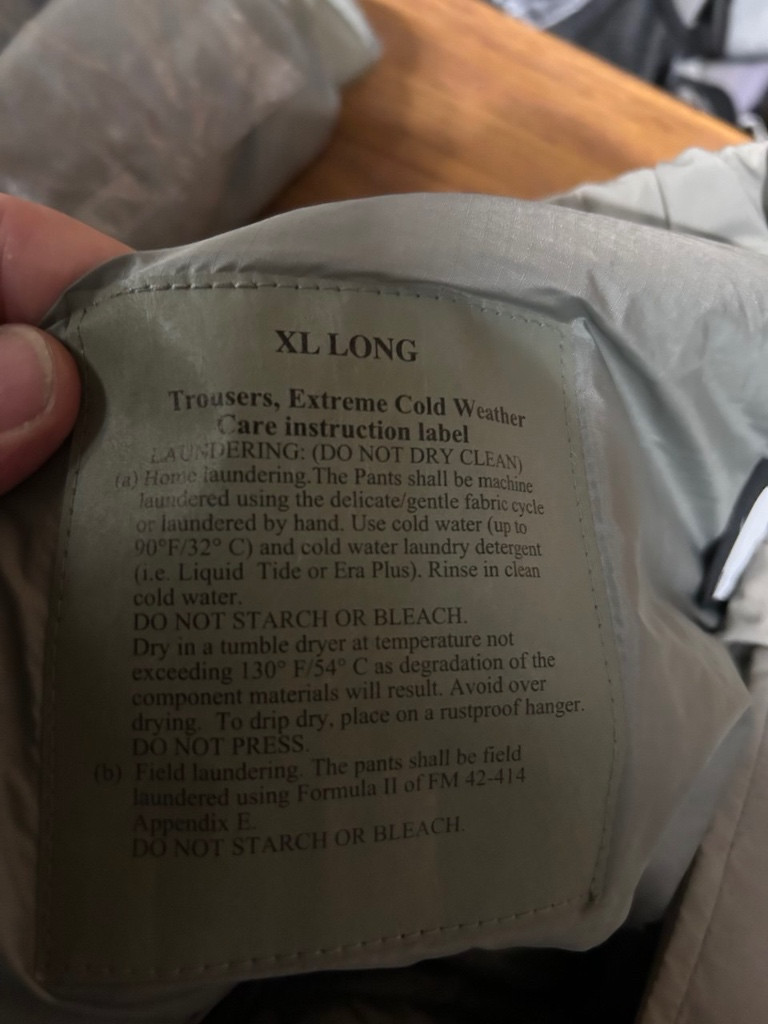 XL LONG
Trousers, Extreme Cold Weather
Care instruction label
LAUNDERING: (DO NOT DRY CLEAN)
(a) Home laundering.The Pants shall be machine
laundered using the delicate/gentle fabric cycle
or laundered by hand. Use cold water (up to
90°F/32° C) and cold water laundry detergent
(i.e. Liquid Tide or Era Plus). Rinse in clean
cold water.
DO NOT STARCH OR BLEACH.
Dry in a tumble dryer at temperature not
exceeding 130° F/54° C as degradation of the
component materials will result. Avoid over
drying. To drip dry, place on a rustproof hanger.
DO NOT PRESS.
(b) Field laundering. The pants shall be field
laundered using Formula II of FM 42-414
Appendix E.
DO NOT STARCH OR BLEACH.